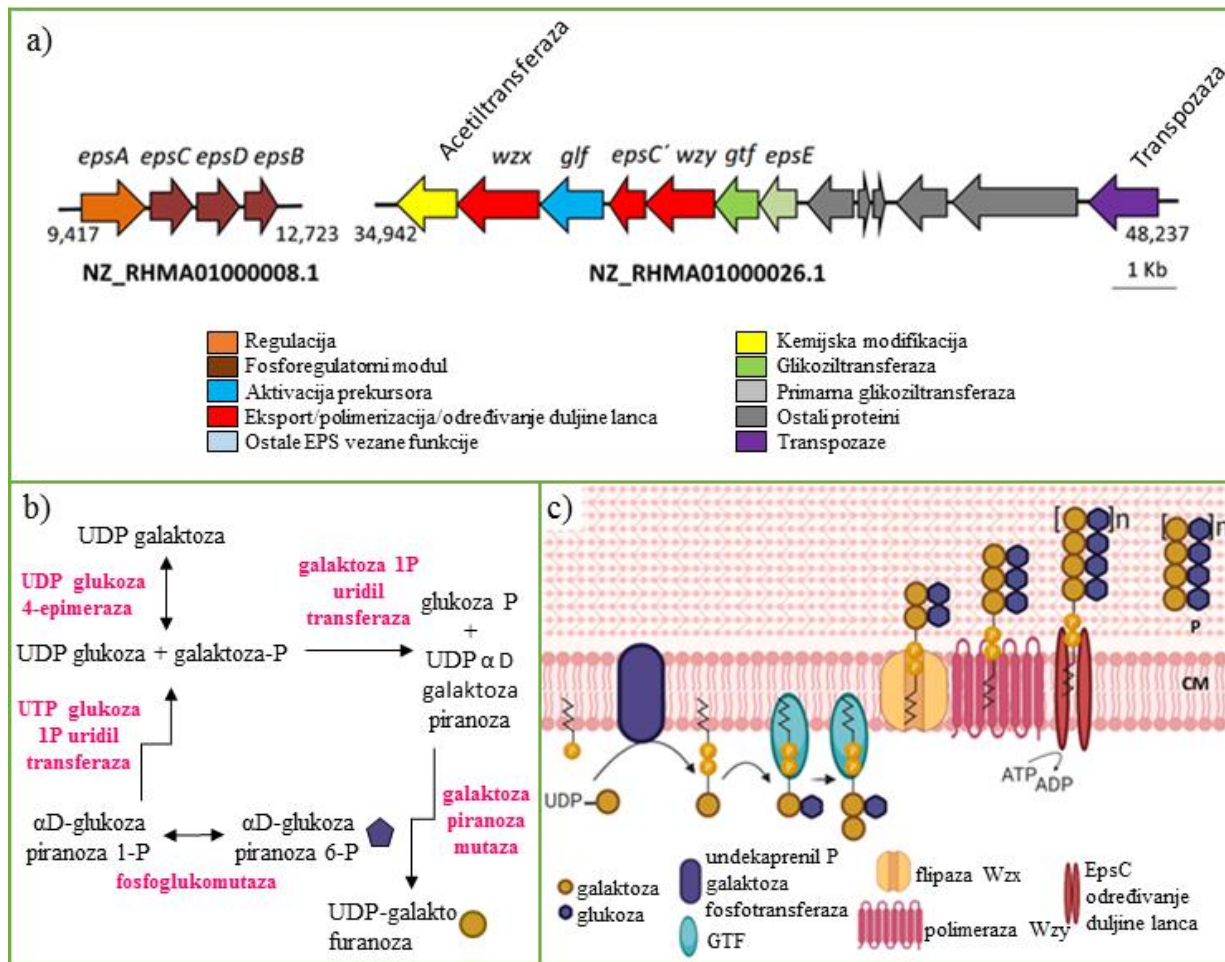 a)
Acetiltransferaza
Transpozaza
epsA epsC epsD epsB
wzx glf epsC´ wzy gtf epsE
9,417 12,723 34,942 48,237
NZ_RHMA01000008.1
NZ_RHMA01000026.1
1 Kb
Regulacija
Fosforegulatorni modul
Aktivacija prekursora
Eksport/polimerizacija/određivanje duljine lanca
Ostale EPS vezane funkcije
Kemijska modifikacija
Glikoziltransferaza
Primarna glikoziltransferaza
Ostali proteini
Transpozaze
b)
UDP galaktoza
UDP glukoza
4-epimeraza
galaktoza 1P
uridil
transferaza
UDP glukoza + galaktoza-P
glukoza P
+
UDP α D
galaktoza
piranoza
UTP glukoza
1P uridil
transferaza
αD-glukoza
piranoza 1-P
αD-glukoza
piranoza 6-P
fosfoglukomutaza
galaktoza
piranoza
mutaza
UDP-galakto
furanoza
c)
[ ]n
[ ]n
P
CM
UDP
ATP
ADP
galaktoza
glukoza
undekaprenil P
galaktoza
fosfotransferaza
GTF
flipaza Wzx
polimeraza Wzy
EpsC
određivanje
duljine lanca